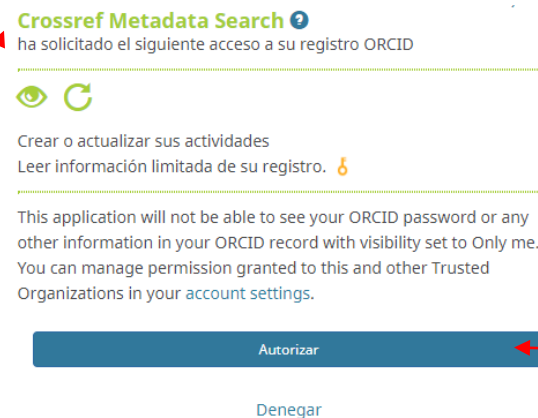 Crossref Metadata Search ?
ha solicitado el siguiente acceso a su registro ORCID
Crear o actualizar sus actividades
Leer información limitada de su registro.
This application will not be able to see your ORCID password or any
other information in your ORCID record with visibility set to Only me.
You can manage permission granted to this and other Trusted
Organizations in your account settings.
Autorizar
Denegar